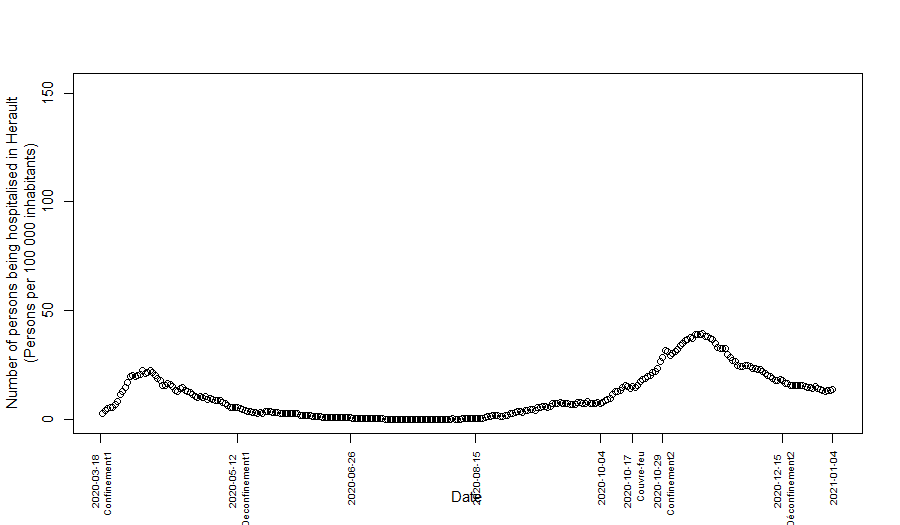 Number of persons being hospitalised in Herault
(Persons per 100 000 inhabitants)
150
100
50
0
2020-03-18
Confinement1
2020-05-12
Déconfinement1
2020-06-26
2020-08-15
2020-10-04
2020-10-17
Couvre-feu
2020-10-29
Confinement2
2020-12-15
Déconfinement2
2021-01-04
Date